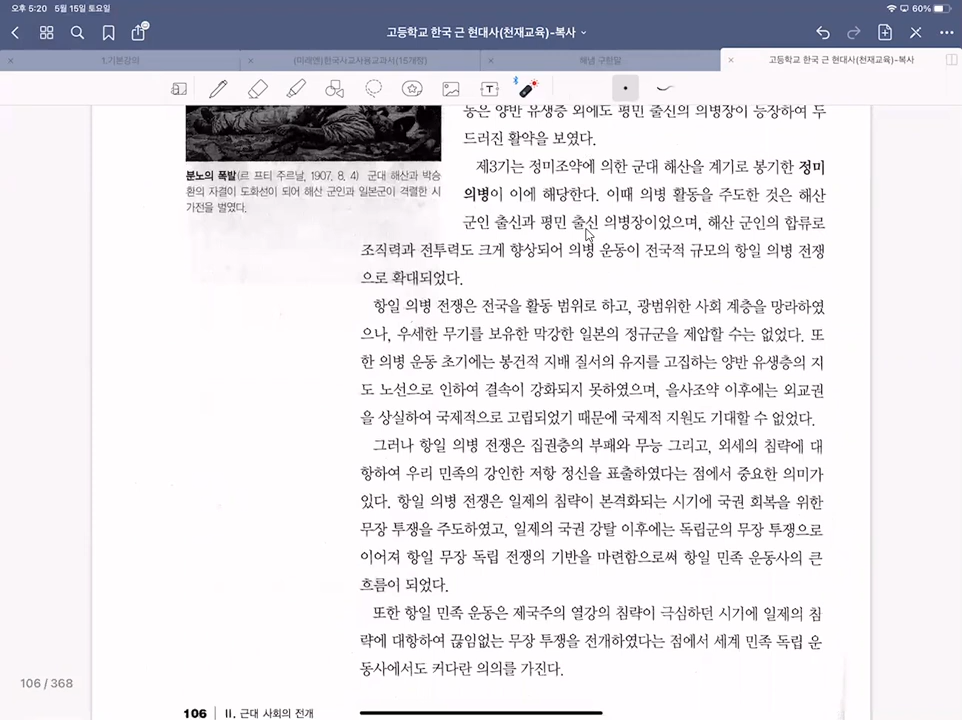 오후 5:20 5월 15일 토요일
60%
고등학교 한국 근 현대사(천재교육)-복사
1.기본강의
(미래엔)한국사교사용교과서(15개정)
해냄 구한말
고등학교 한국 근 현대사(천재교육)-복사
동은 양반 유생층 외에도 평민 출신의 의병장이 등장하여 두
드러진 활약을 보였다.
제3기는 정미조약에 의한 군대 해산을 계기로 봉기한 정미
의병이 이에 해당한다. 이때 의병 활동을 주도한 것은 해산
군인 출신과 평민 출신 의병장이었으며, 해산 군인의 합류로
조직력과 전투력도 크게 향상되어 의병 운동이 전국적 규모의 항일 의병 전쟁
으로 확대되었다.
분노의 폭발(르 프티 주르날, 1907, 8, 4) 군대 해산과 박승
환의 자결이 도화선이 되어 해산 군인과 일본군이 격렬한 시
가전을 벌였다.
항일 의병 전쟁은 전국을 활동 범위로 하고, 광범위한 사회 계층을 망라하였
으나, 우세한 무기를 보유한 막강한 일본의 정규군을 제압할 수는 없었다. 또
한 의병 운동 초기에는 봉건적 지배 질서의 유지를 고집하는 양반 유생층의 지
도 노선으로 인하여 결속이 강화되지 못하였으며, 을사조약 이후에는 외교권
을 상실하여 국제적으로 고립되었기 때문에 국제적 지원도 기대할 수 없었다.
그러나 항일 의병 전쟁은 집권층의 부패와 무능 그리고, 외세의 침략에 대
항하여 우리 민족의 강인한 저항 정신을 표출하였다는 점에서 중요한 의미가
있다. 항일 의병 전쟁은 일제의 침략이 본격화되는 시기에 국권 회복을 위한
무장 투쟁을 주도하였고, 일제의 국권 강탈 이후에는 독립군의 무장 투쟁으로
이어져 항일 무장 독립 전쟁의 기반을 마련함으로써 항일 민족 운동사의 큰
흐름이 되었다.
또한 항일 민족 운동은 제국주의 열강의 침략이 극심하던 시기에 일제의 침
략에 대항하여 끊임없는 무장 투쟁을 전개하였다는 점에서 세계 민족 독립 운
동사에서도 커다란 의의를 가진다.
106 / 368
106 II. 근대 사회의 전개